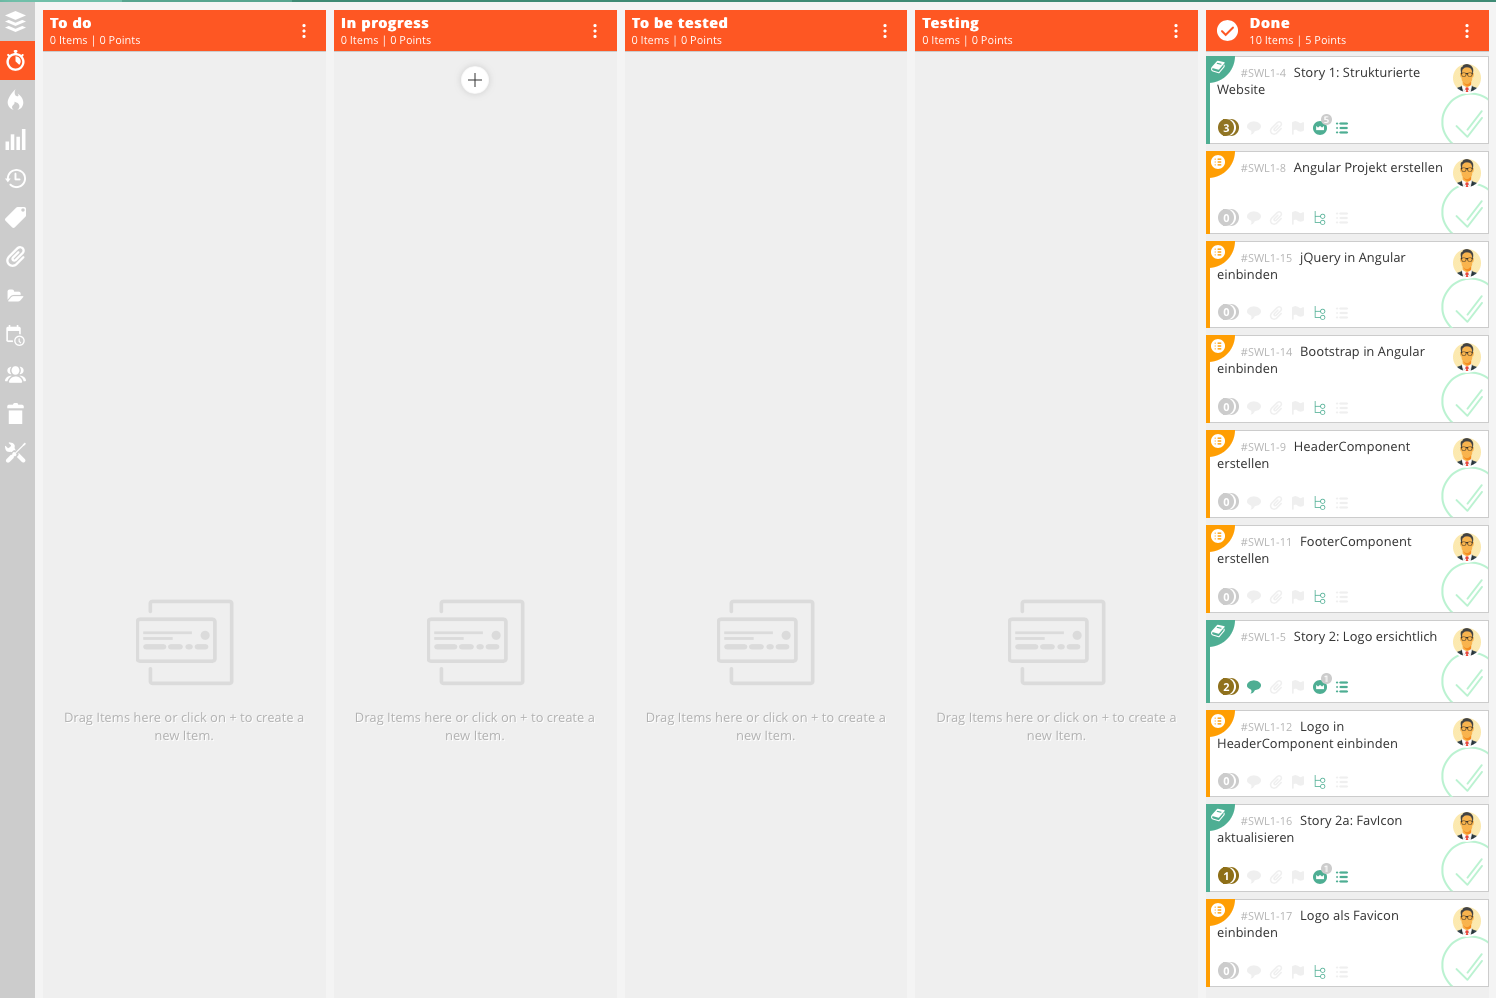 To do
0 Items | 0 Points
Drag Items here or click on + to create a
new Item.
In progress
0 Items | 0 Points
Drag Items here or click on + to create a
new Item.
To be tested
0 Items | 0 Points
Drag Items here or click on + to create a
new Item.
Testing
0 Items | 0 Points
Drag Items here or click on + to create a
new Item.
Done
10 Items | 5 Points
#SWL1-4 Story 1: Strukturierte
Website
3 5
#SWL1-8 Angular Projekt erstellen
0
#SWL1-15 jQuery in Angular
einbinden
0
#SWL1-14 Bootstrap in Angular
einbinden
0
#SWL1-9 HeaderComponent
erstellen
0
#SWL1-11 FooterComponent
erstellen
0
#SWL1-5 Story 2: Logo ersichtlich
2 1
#SWL1-12 Logo in
HeaderComponent einbinden
0
#SWL1-16 Story 2a: FavIcon
aktualisieren
1 1
#SWL1-17 Logo als Favicon
einbinden
0